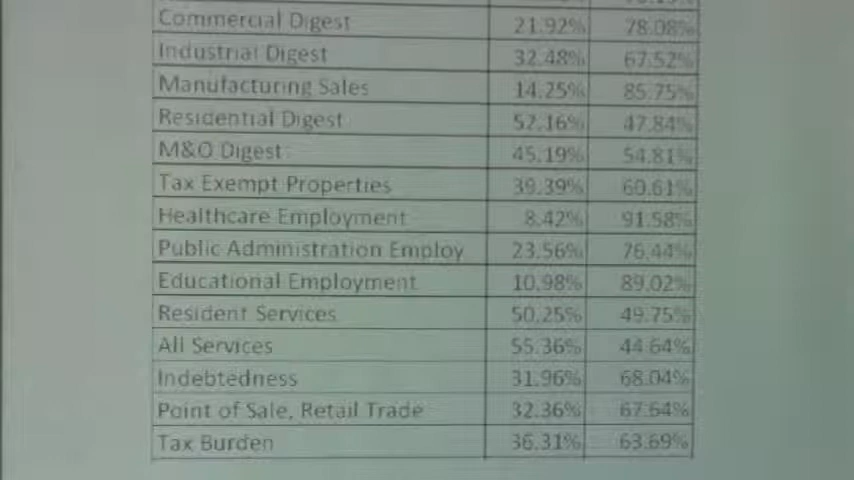 Commercial Digest 21.92% 78.08%
Industrial Digest 32.48% 67.52%
Manufacturing Sales 14.25% 85.75%
Residential Digest 52.16% 47.84%
M&O Digest 45.19% 54.81%
Tax Exempt Properties 39.39% 60.61%
Healthcare Employment 8.42% 91.58%
Public Administration Employ 23.56% 76.44%
Educational Employment 10.98% 89.02%
Resident Services 50.25% 49.75%
All Services 55.36% 44.64%
Indebtedness 31.96% 68.04%
Point of Sale, Retail Trade 32.36% 67.64%
Tax Burden 36.31% 63.69%